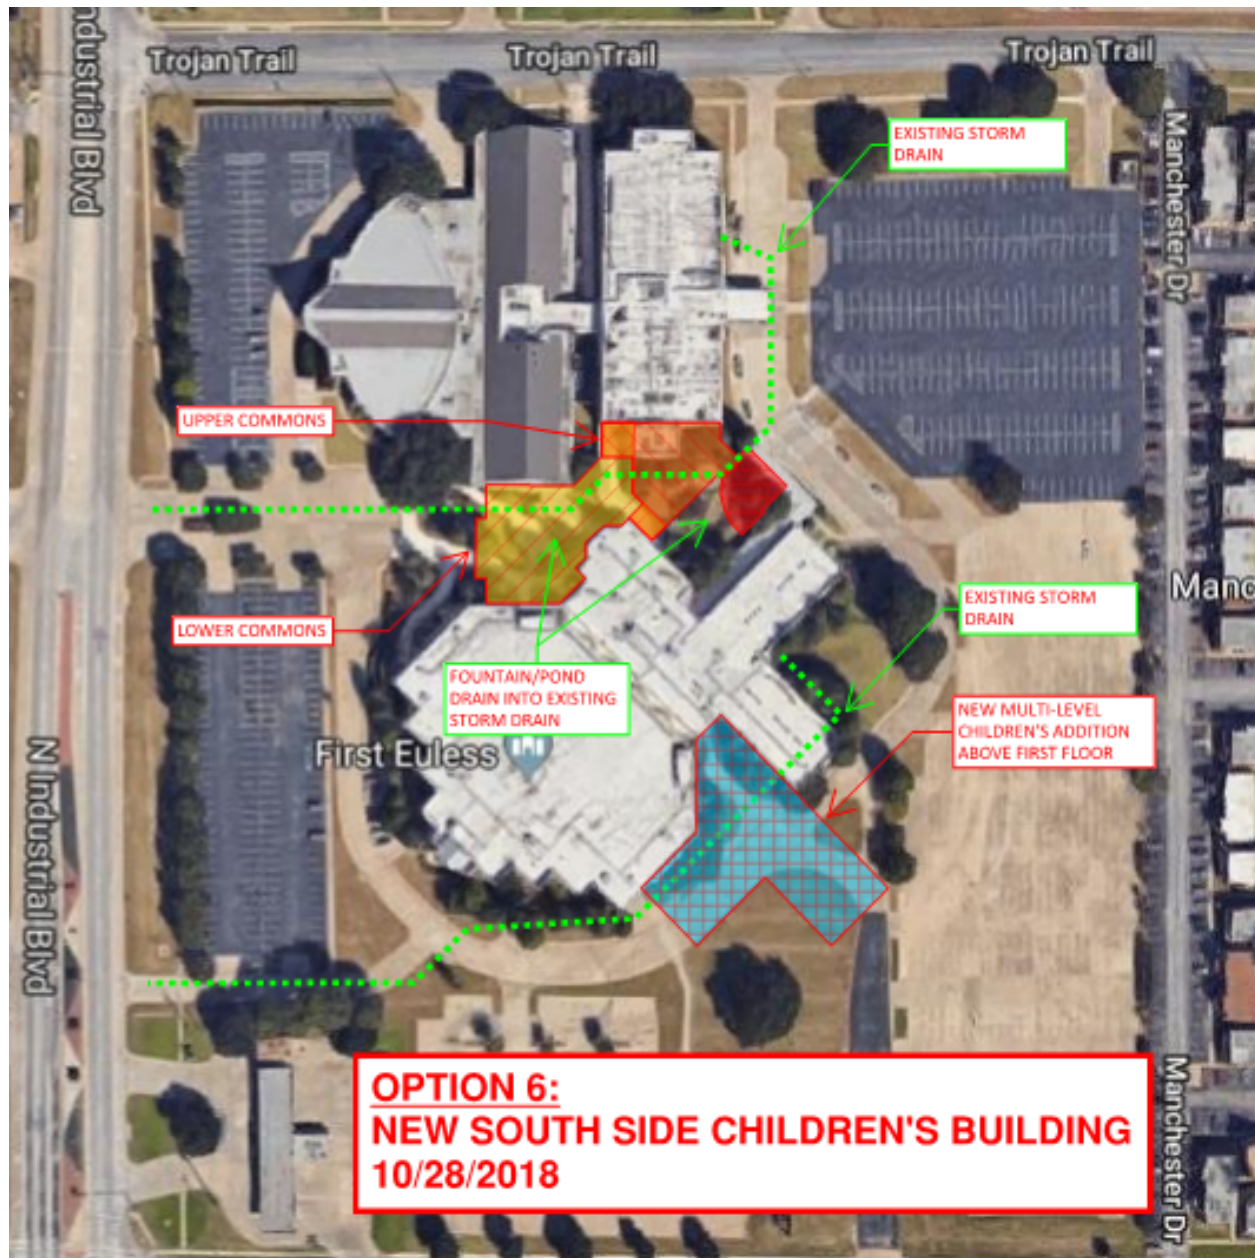 Trojan Trail
Trojan Trail
Trojan Trail
ndustrial Blvd
Manchester Dr
EXISTING STORM
DRAIN
UPPER COMMONS
LOWER COMMONS
EXISTING STORM
DRAIN
Manc
FOUNTAIN/POND
DRAIN INTO EXISTING
STORM DRAIN
NEW MULTI-LEVEL
CHILDREN'S ADDITION
ABOVE FIRST FLOOR
First Euless
N Industrial Blvd
OPTION 6:
NEW SOUTH SIDE CHILDREN'S BUILDING
10/28/2018
Manchester Dr